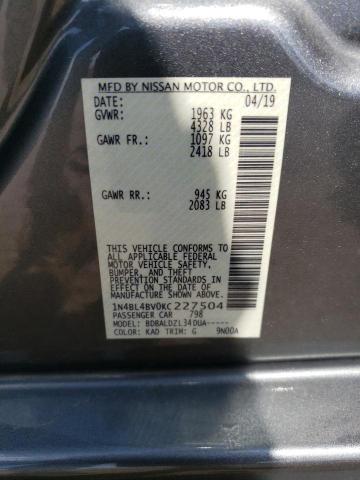 MFD BY NISSAN MOTOR CO., LTD.
DATE: 04/19
GVWR: 1963 KG
4328 LB
GAWR FR.: 1097 KG
2418 LB
GAWR RR.: 945 KG
2083 LB
THIS VEHICLE CONFORMS TO
ALL APPLICABLE FEDERAL
MOTOR VEHICLE SAFETY,
BUMPER, AND THEFT
PREVENTION STANDARDS IN
EFFECT ON THE DATE OF
MANUFACTURE SHOWN ABOVE.
1N4BL4BV0KC227504
PASSENGER CAR 798
MODEL: BDBALDZL34DUA-----
COLOR: KAD TRIM: G 9N00A